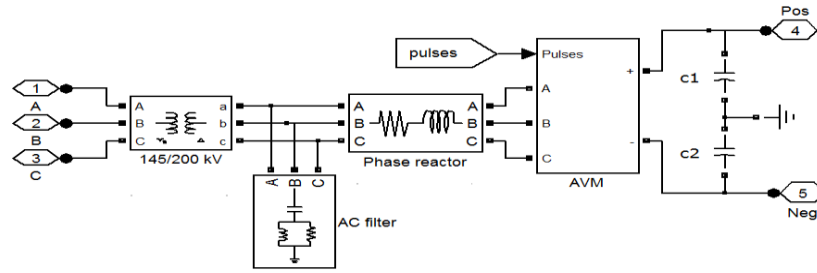 Pos
4
pulses
Pulses
+
A
B
C
-
AVM
c1
c2
5
Neg
1
A
2
B
3
C
A
B
C
a
b
c
145/200 kV
A
B
C
A
B
C
Phase reactor
A
B
C
AC filter